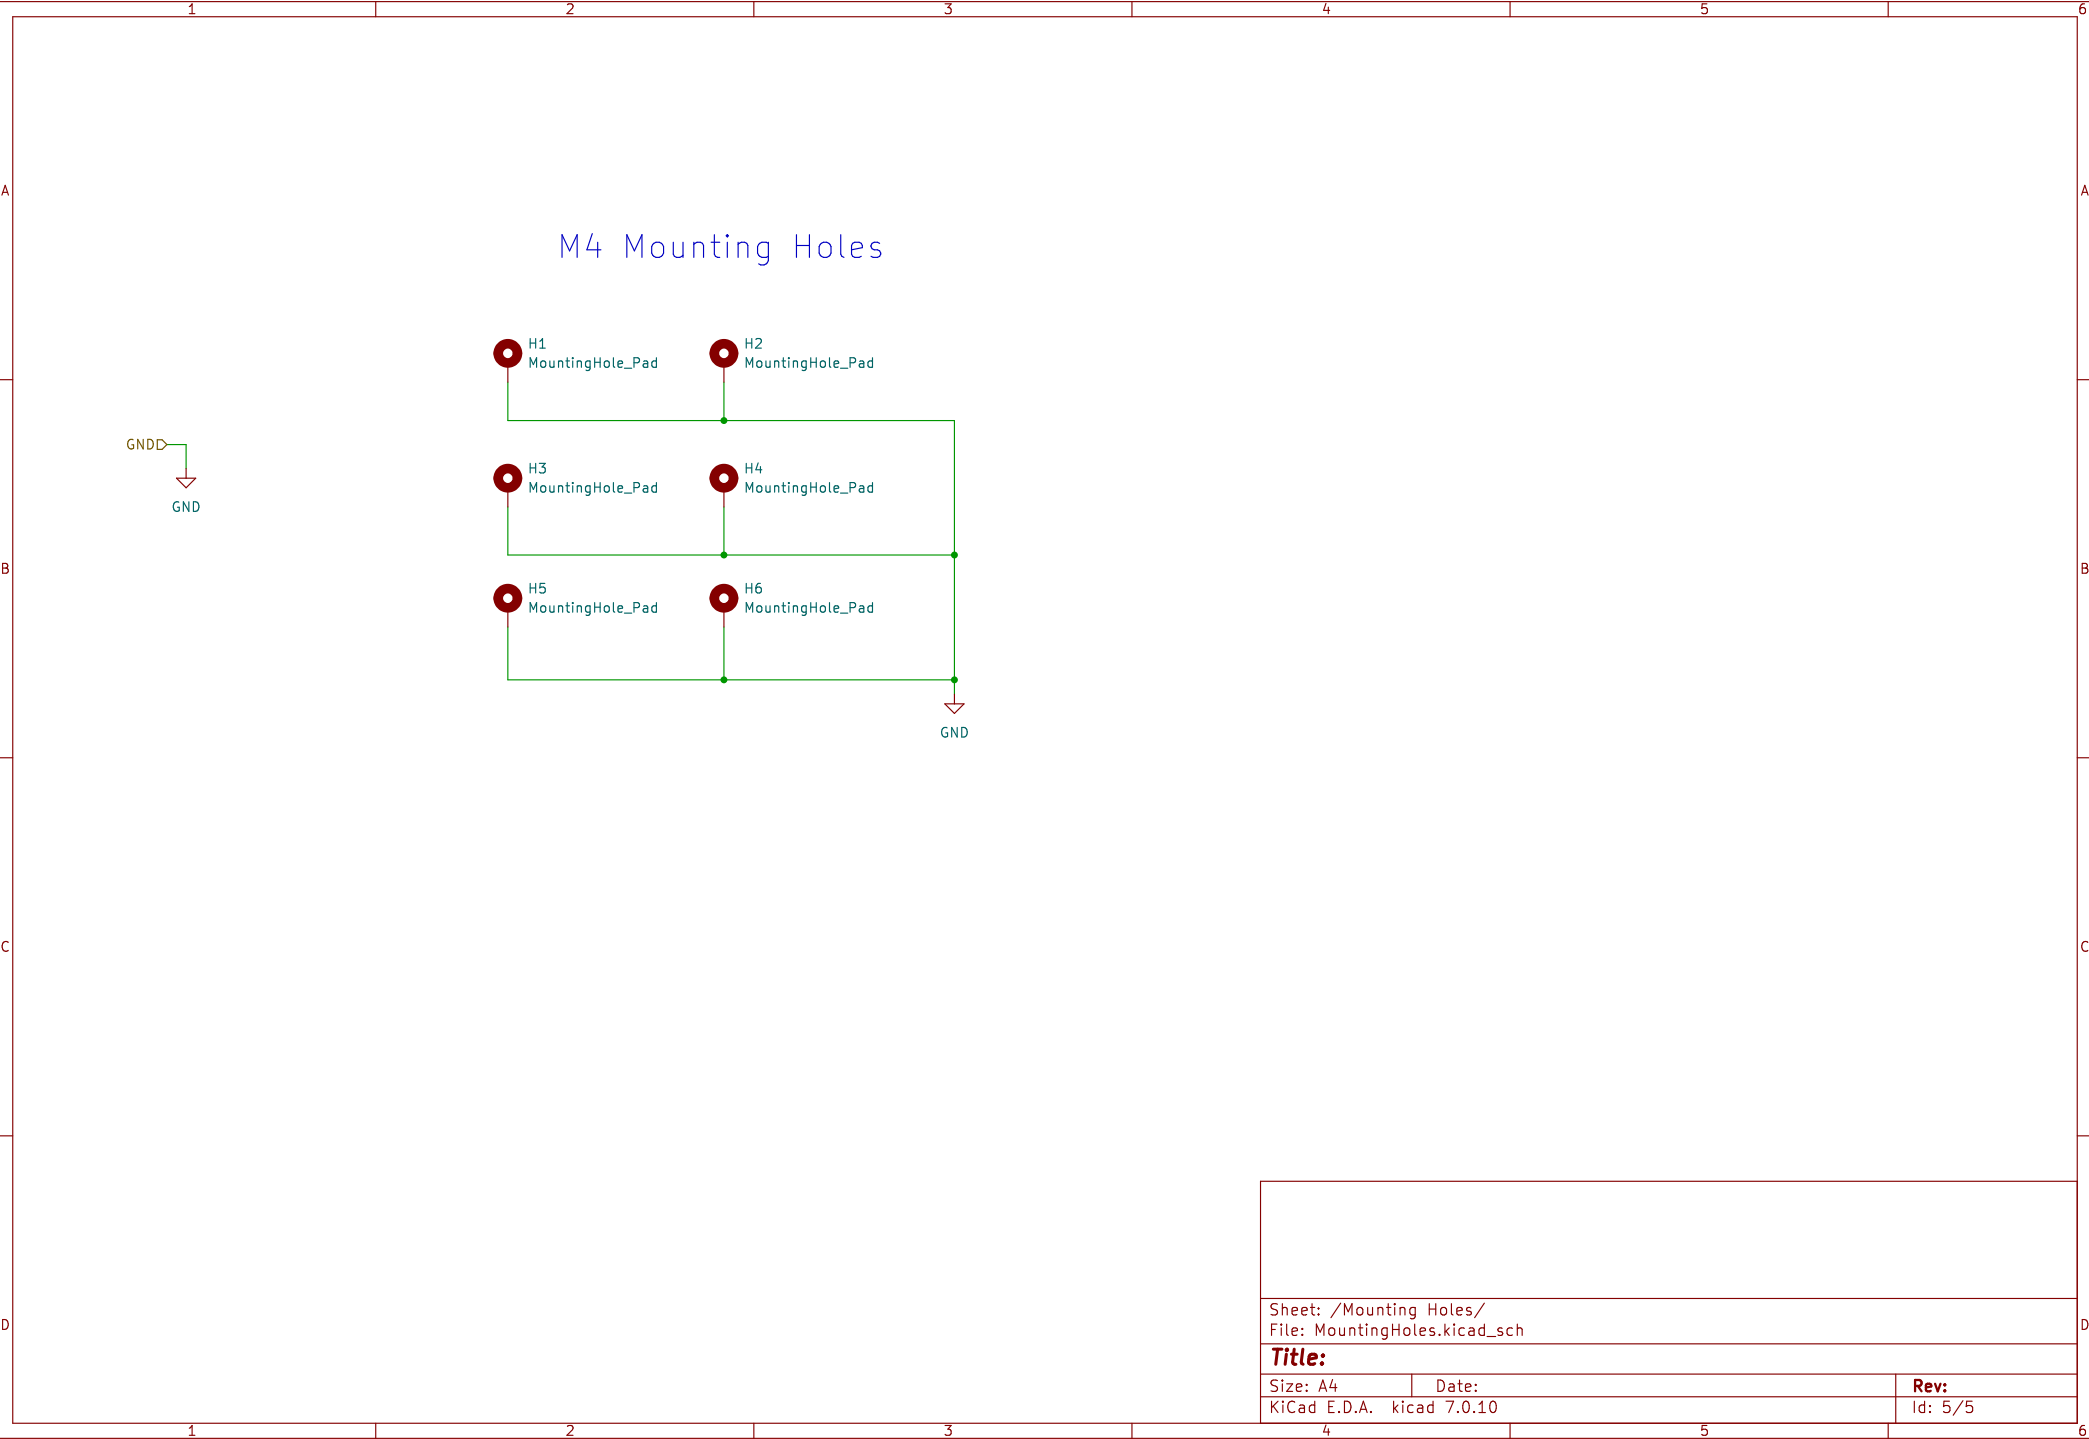 1 2 3 4 5 6
A A
M4 Mounting Holes
H1 H2
MountingHole_Pad MountingHole_Pad
GND
H3 H4
MountingHole_Pad MountingHole_Pad
GND
B B
H5 H6
MountingHole_Pad MountingHole_Pad
GND
C C
Sheet: /Mounting Holes/
D D
File: MountingHoles.kicad_sch
Title:
Size: A4 Date: Rev:
KiCad E.D.A. kicad 7.0.10 Id: 5/5
1 2 3 4 5 6